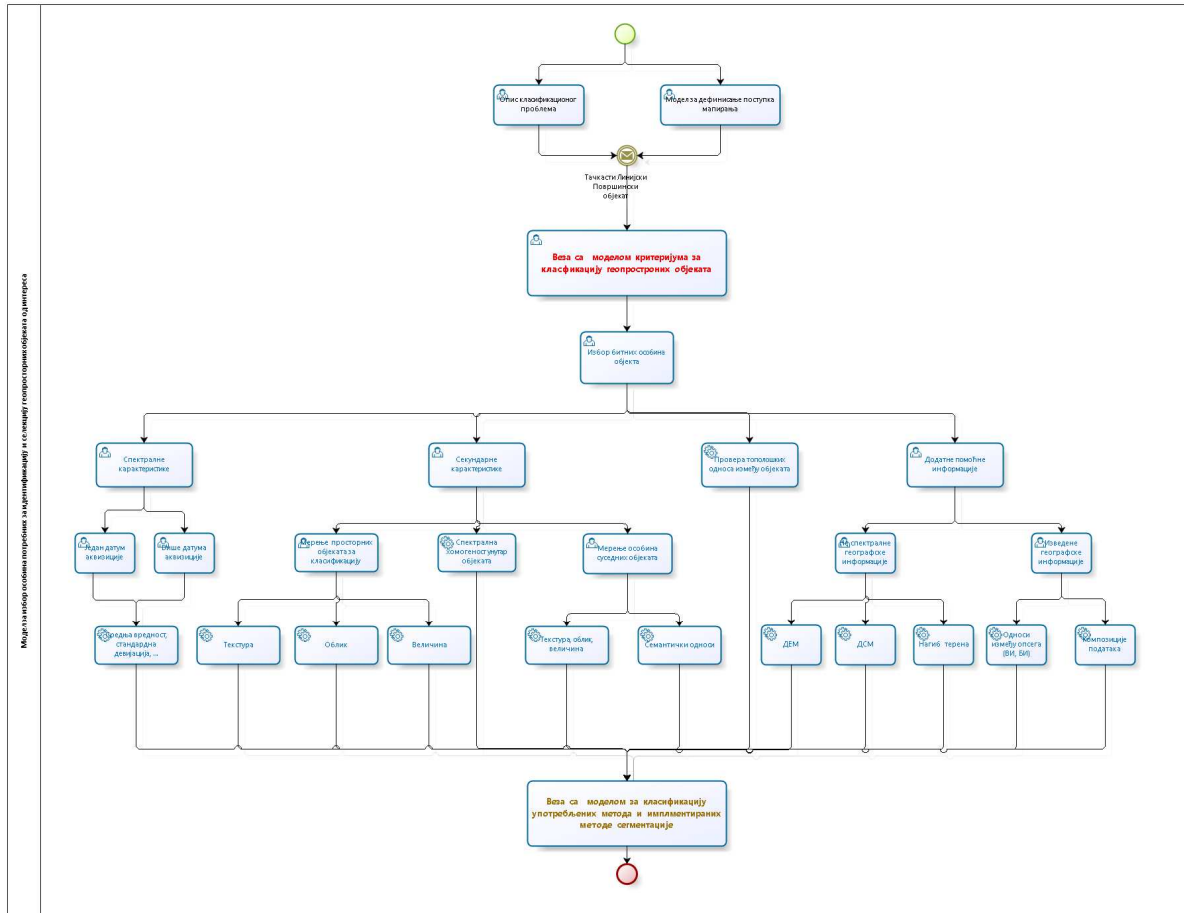 Модел за избор особина потребних за идентификацију и селекцију геопросторних објеката од интереса
Опис класификационог
проблема
Модел за дефинисање поступка
мапирања
Тачкасти Линијски
Површински
објекат
Веза са моделом критеријума за
класфикацију геопростроних објеката
Избор битних особина
објекта
Спектралне
карактеристике
Секундарне
карактеристике
Провера тополошких
односа између објеката
Додатне помоћне
информације
Један датум
аквизиције
Више датума
аквизиције
Мерење просторних
објеката за
класификацију
Спектрална
хомогеност унутар
објеката
Мерење особина
суседних објеката
Неспектралне
географске
информације
Изведене
географске
информације
Средња вредност,
стандардна
девијација, ...
Текстура
Облик
Величина
Текстура, облик,
величина
Семантички односи
ДЕМ
ДСМ
Нагиб терена
Односи
између опсега
(ВИ, БИ)
Композиције
података
Веза са моделом за класификацију
употребљених метода и имплментираних
методе сегментације